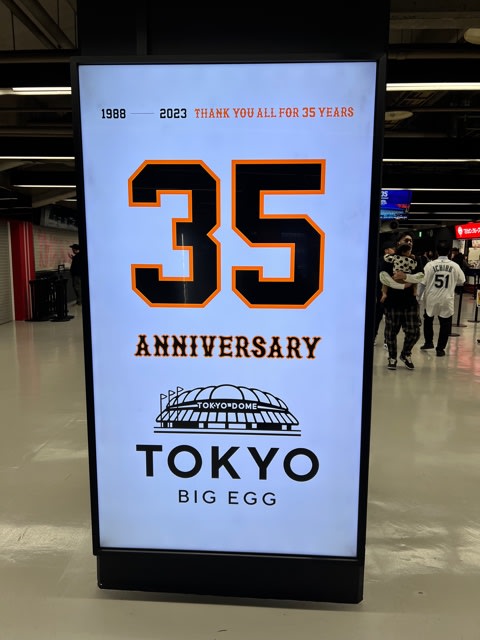 1988 — 2023 THANK YOU ALL FOR 35 YEARS
35
ANNIVERSARY
TOKYO DOME
TOKYO
BIG EGG
ICHIRO
51